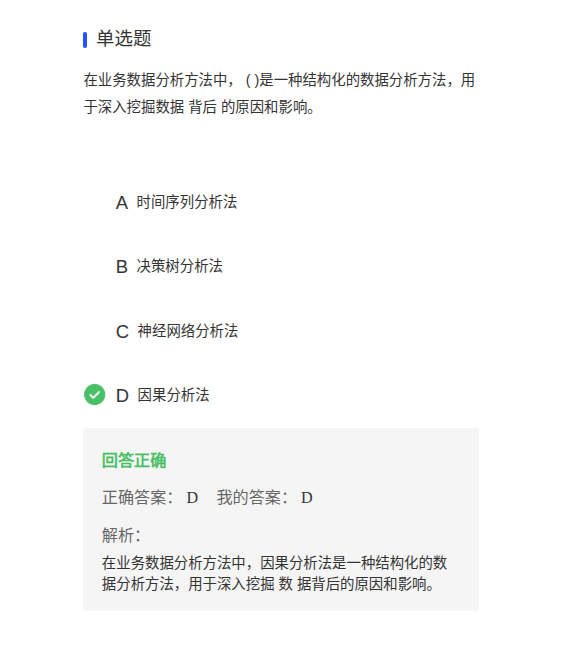 单选题
在业务数据分析方法中， ( )是一种结构化的数据分析方法，用
于深入挖掘数据 背后 的原因和影响。
A 时间序列分析法
B 决策树分析法
C 神经网络分析法
D 因果分析法
回答正确
正确答案： D 我的答案： D
解析：
在业务数据分析方法中，因果分析法是一种结构化的数
据分析方法，用于深入挖掘 数 据背后的原因和影响。